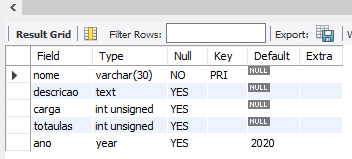 Result Grid Filter Rows: Export: W
Field Type Null Key Default Extra
nome varchar(30) NO PRI NULL
descricao text YES NULL
carga int unsigned YES NULL
totaulas int unsigned YES NULL
ano year YES 2020